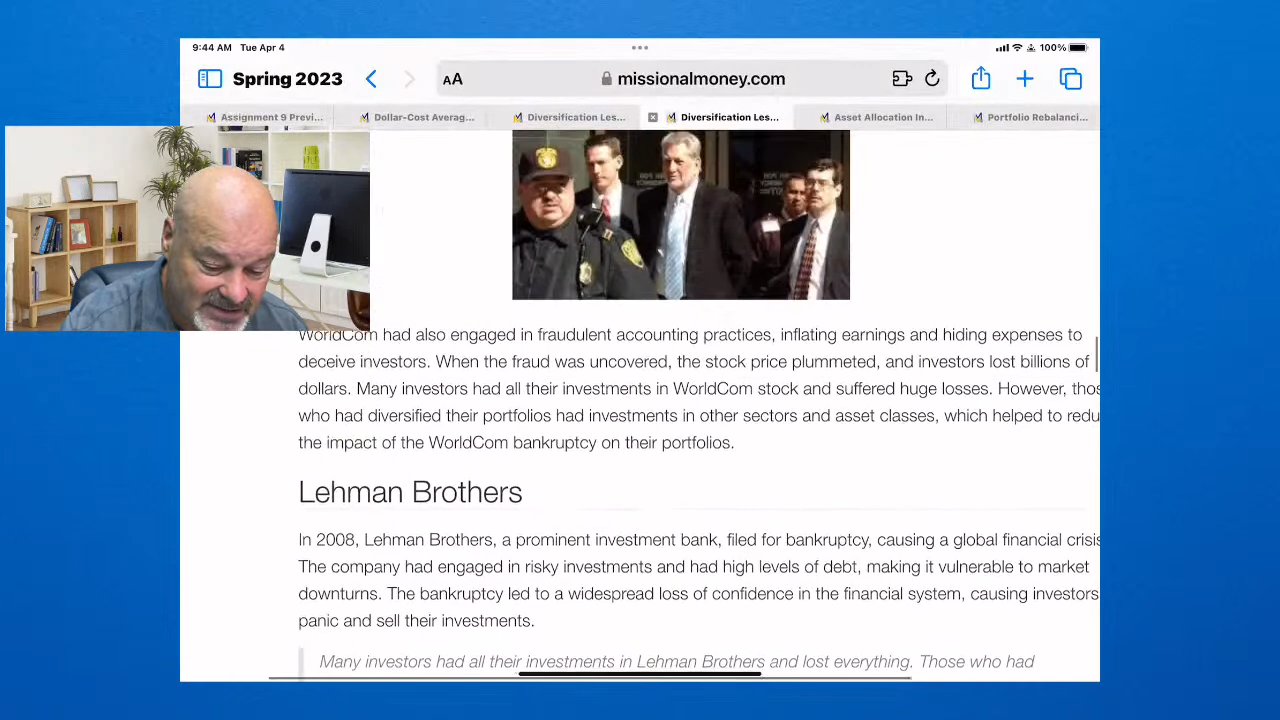 9:44 AM Tue Apr 4
100%
Spring 2023
AA
missionalmoney.com
Assignment 9 Previ...
Dollar-Cost Averag...
Diversification Les...
Diversification Les...
Asset Allocation In...
Portfolio Rebalanci...
WorldCom had also engaged in fraudulent accounting practices, inflating earnings and hiding expenses to
deceive investors. When the fraud was uncovered, the stock price plummeted, and investors lost billions of
dollars. Many investors had all their investments in WorldCom stock and suffered huge losses. However, thos
who had diversified their portfolios had investments in other sectors and asset classes, which helped to redu
the impact of the WorldCom bankruptcy on their portfolios.
Lehman Brothers
In 2008, Lehman Brothers, a prominent investment bank, filed for bankruptcy, causing a global financial crisis
The company had engaged in risky investments and had high levels of debt, making it vulnerable to market
downturns. The bankruptcy led to a widespread loss of confidence in the financial system, causing investors
panic and sell their investments.
Many investors had all their investments in Lehman Brothers and lost everything. Those who had